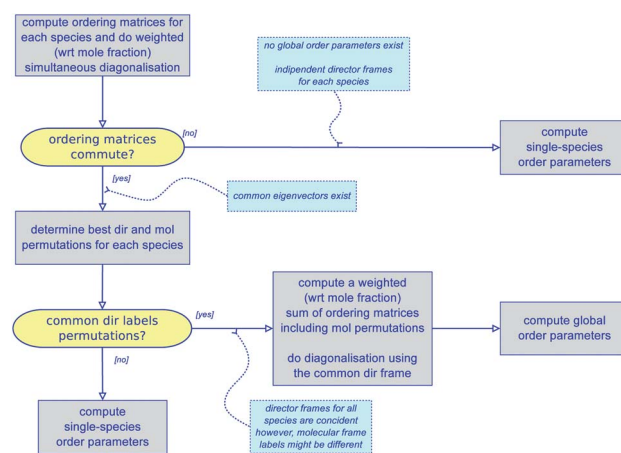 compute ordering matrices for
each species and do weighted
(wrt mole fraction)
simultaneous diagonalisation
no global order parameters exist
indipendent director frames
for each species
ordering matrices
commute?
[no]
compute
single-species
order parameters
[yes]
common eigenvectors exist
determine best dir and mol
permutations for each species
common dir labels
permutations?
[yes]
compute a weighted
(wrt mole fraction)
sum of ordering matrices
including mol permutations
do diagonalisation using
the common dir frame
compute global
order parameters
[no]
compute
single-species
order parameters
director frames for all
species are concident
however, molecular frame
labels might be different